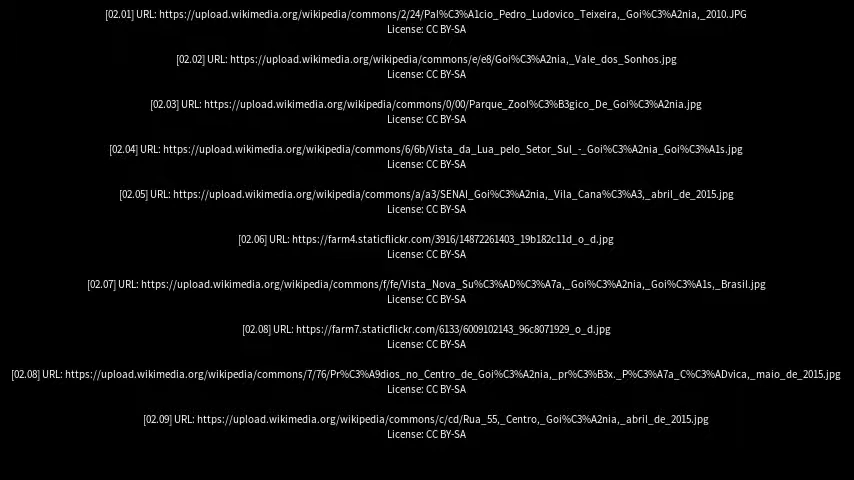 [02.01] URL: https://upload.wikimedia.org/wikipedia/commons/2/24/Pal%C3%A1cio_Pedro_Ludovico_Teixeira,_Goi%C3%A2nia,_2010.JPG
License: CC BY-SA
[02.02] URL: https://upload.wikimedia.org/wikipedia/commons/e/e8/Goi%C3%A2nia,_Vale_dos_Sonhos.jpg
License: CC BY-SA
[02.03] URL: https://upload.wikimedia.org/wikipedia/commons/0/00/Parque_Zool%C3%B3gico_De_Goi%C3%A2nia.jpg
License: CC BY-SA
[02.04] URL: https://upload.wikimedia.org/wikipedia/commons/6/6b/Vista_da_Lua_pelo_Setor_Sul_-_Goi%C3%A2nia_Goi%C3%A1s.jpg
License: CC BY-SA
[02.05] URL: https://upload.wikimedia.org/wikipedia/commons/a/a3/SENAI_Goi%C3%A2nia,_Vila_Cana%C3%A3,_abril_de_2015.jpg
License: CC BY-SA
[02.06] URL: https://farm4.staticflickr.com/3916/14872261403_19b182c11d_o_d.jpg
License: CC BY-SA
[02.07] URL: https://upload.wikimedia.org/wikipedia/commons/f/fe/Vista_Nova_Su%C3%AD%C3%A7a,_Goi%C3%A2nia,_Goi%C3%A1s,_Brasil.jpg
License: CC BY-SA
[02.08] URL: https://farm7.staticflickr.com/6133/6009102143_96c8071929_o_d.jpg
License: CC BY-SA
[02.08] URL: https://upload.wikimedia.org/wikipedia/commons/7/76/Pr%C3%A9dios_no_Centro_de_Goi%C3%A2nia,_pr%C3%B3x._P%C3%A7a_C%C3%ADvica,_maio_de_2015.jpg
License: CC BY-SA
[02.09] URL: https://upload.wikimedia.org/wikipedia/commons/c/cd/Rua_55,_Centro,_Goi%C3%A2nia,_abril_de_2015.jpg
License: CC BY-SA